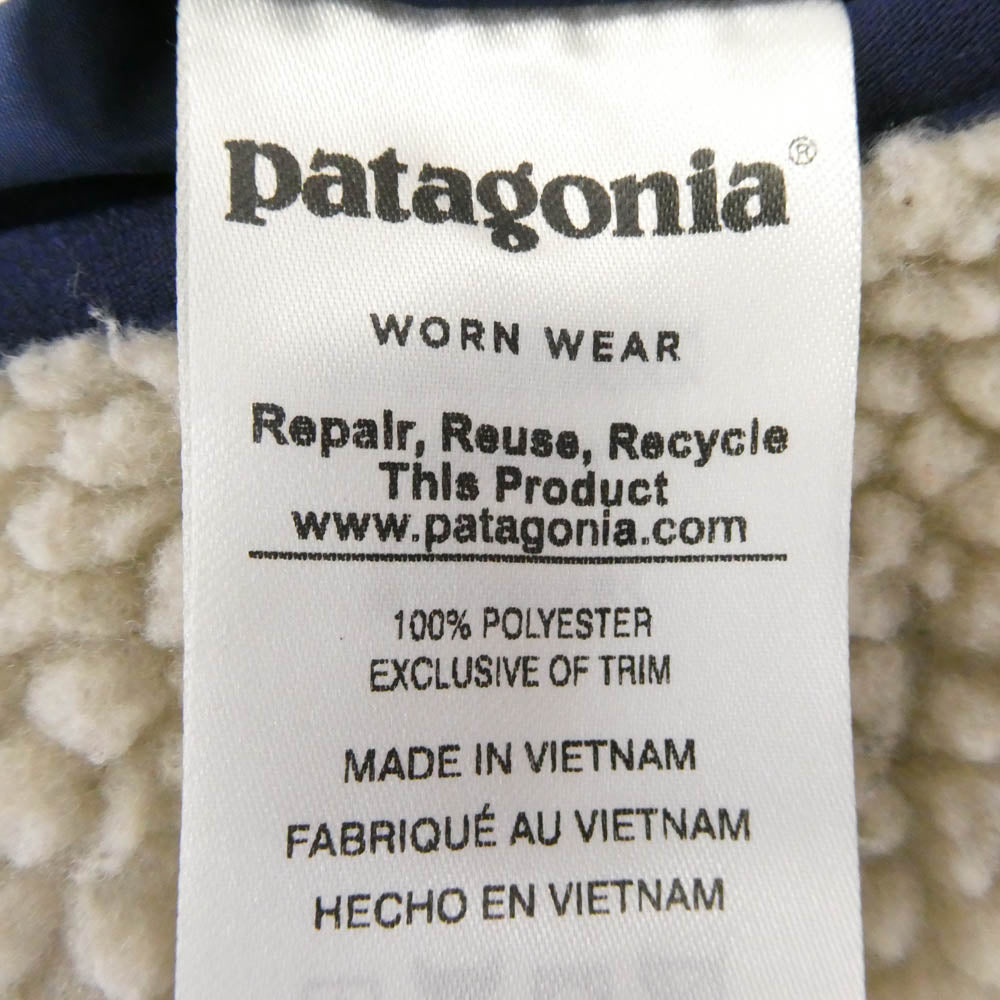 patagonia®
WORN WEAR
Repair, Reuse, Recycle
This Product
www.patagonia.com
100% POLYESTER
EXCLUSIVE OF TRIM
MADE IN VIETNAM
FABRIQUÉ AU VIETNAM
HECHO EN VIETNAM